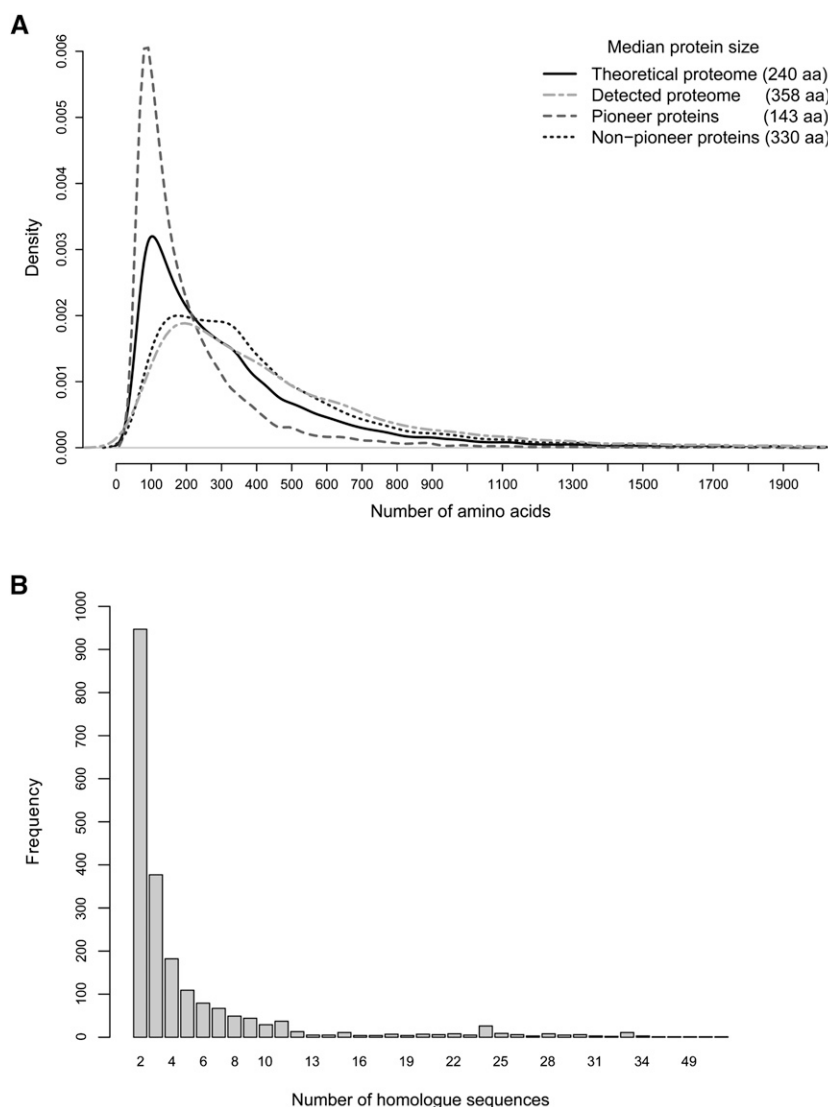 A
Median protein size
Theoretical proteome (240 aa)
Detected proteome (358 aa)
Pioneer proteins (143 aa)
Non-pioneer proteins (330 aa)
0.006
0.005
0.004
0.003
0.002
0.001
0.000
Density
0 100 200 300 400 500 600 700 800 900 1100 1300 1500 1700 1900
Number of amino acids
B
1000
900
800
700
600
500
400
300
200
100
0
Frequency
2 4 6 8 10 13 16 19 22 25 28 31 34 49
Number of homologue sequences